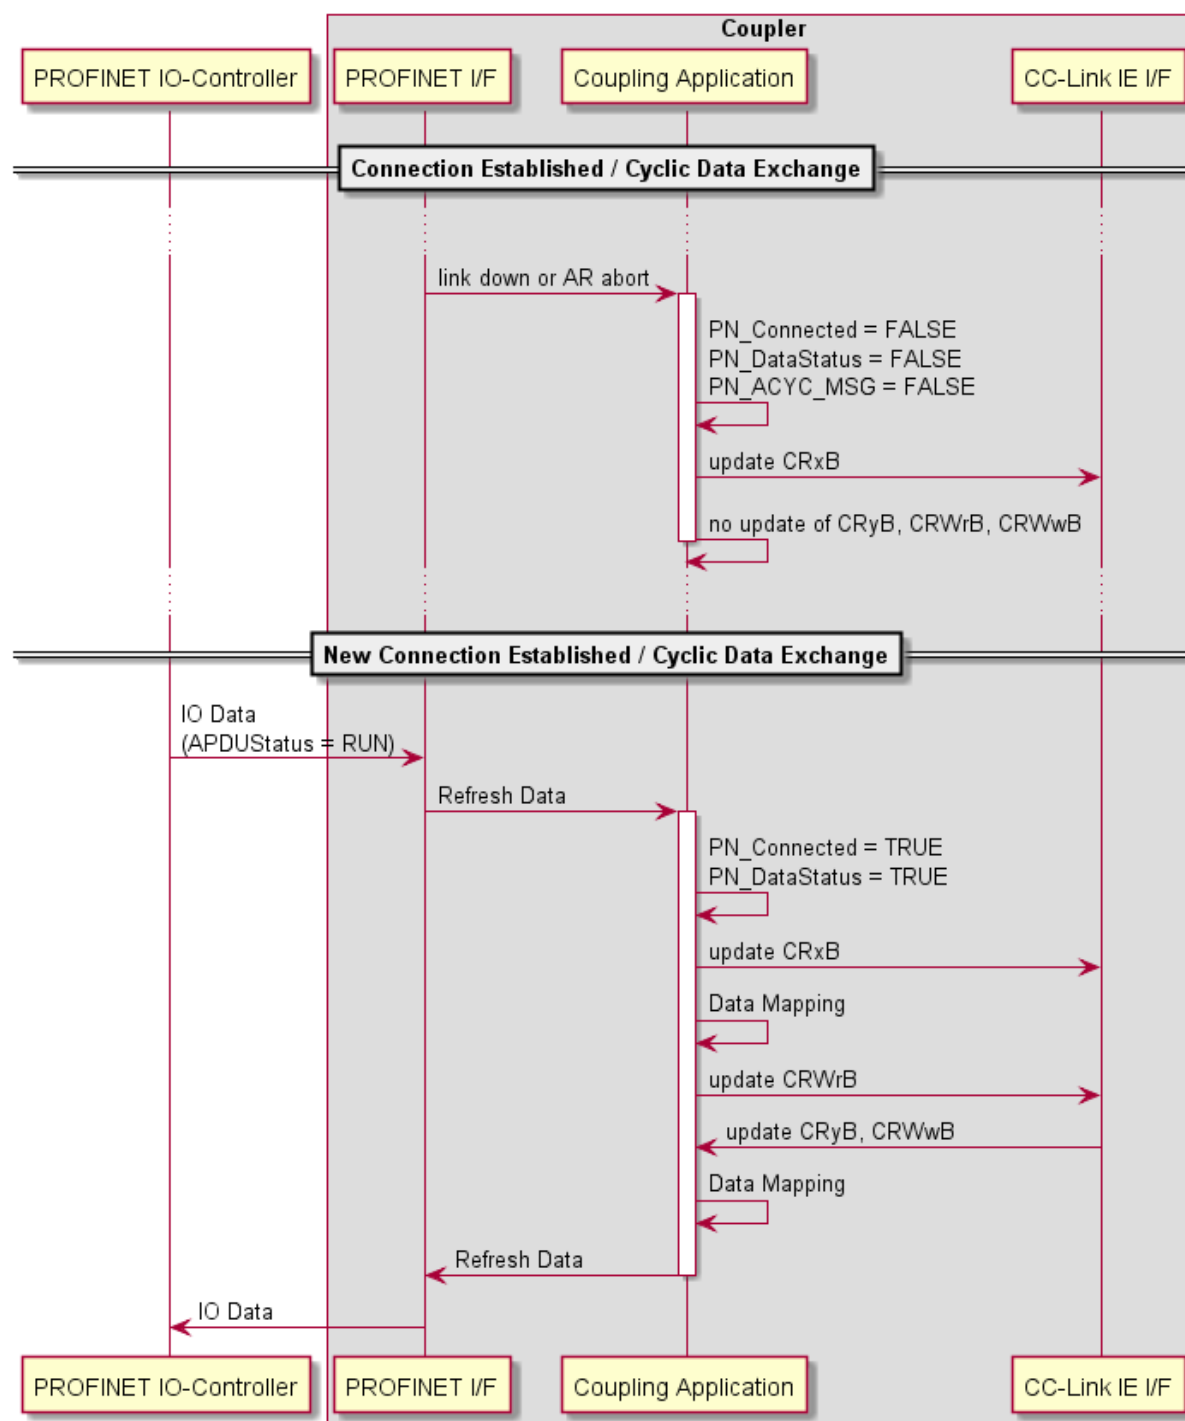 Coupler
PROFINET IO-Controller
PROFINET I/F
Coupling Application
CC-Link IE I/F
Connection Established / Cyclic Data Exchange
link down or AR abort
PN_Connected = FALSE
PN_DataStatus = FALSE
PN_ACYC_MSG = FALSE
update CRxB
no update of CRyB, CRWrB, CRWwB
New Connection Established / Cyclic Data Exchange
IO Data
(APDUStatus = RUN)
Refresh Data
PN_Connected = TRUE
PN_DataStatus = TRUE
update CRxB
Data Mapping
update CRWrB
update CRyB, CRWwB
Data Mapping
Refresh Data
IO Data
PROFINET IO-Controller
PROFINET I/F
Coupling Application
CC-Link IE I/F